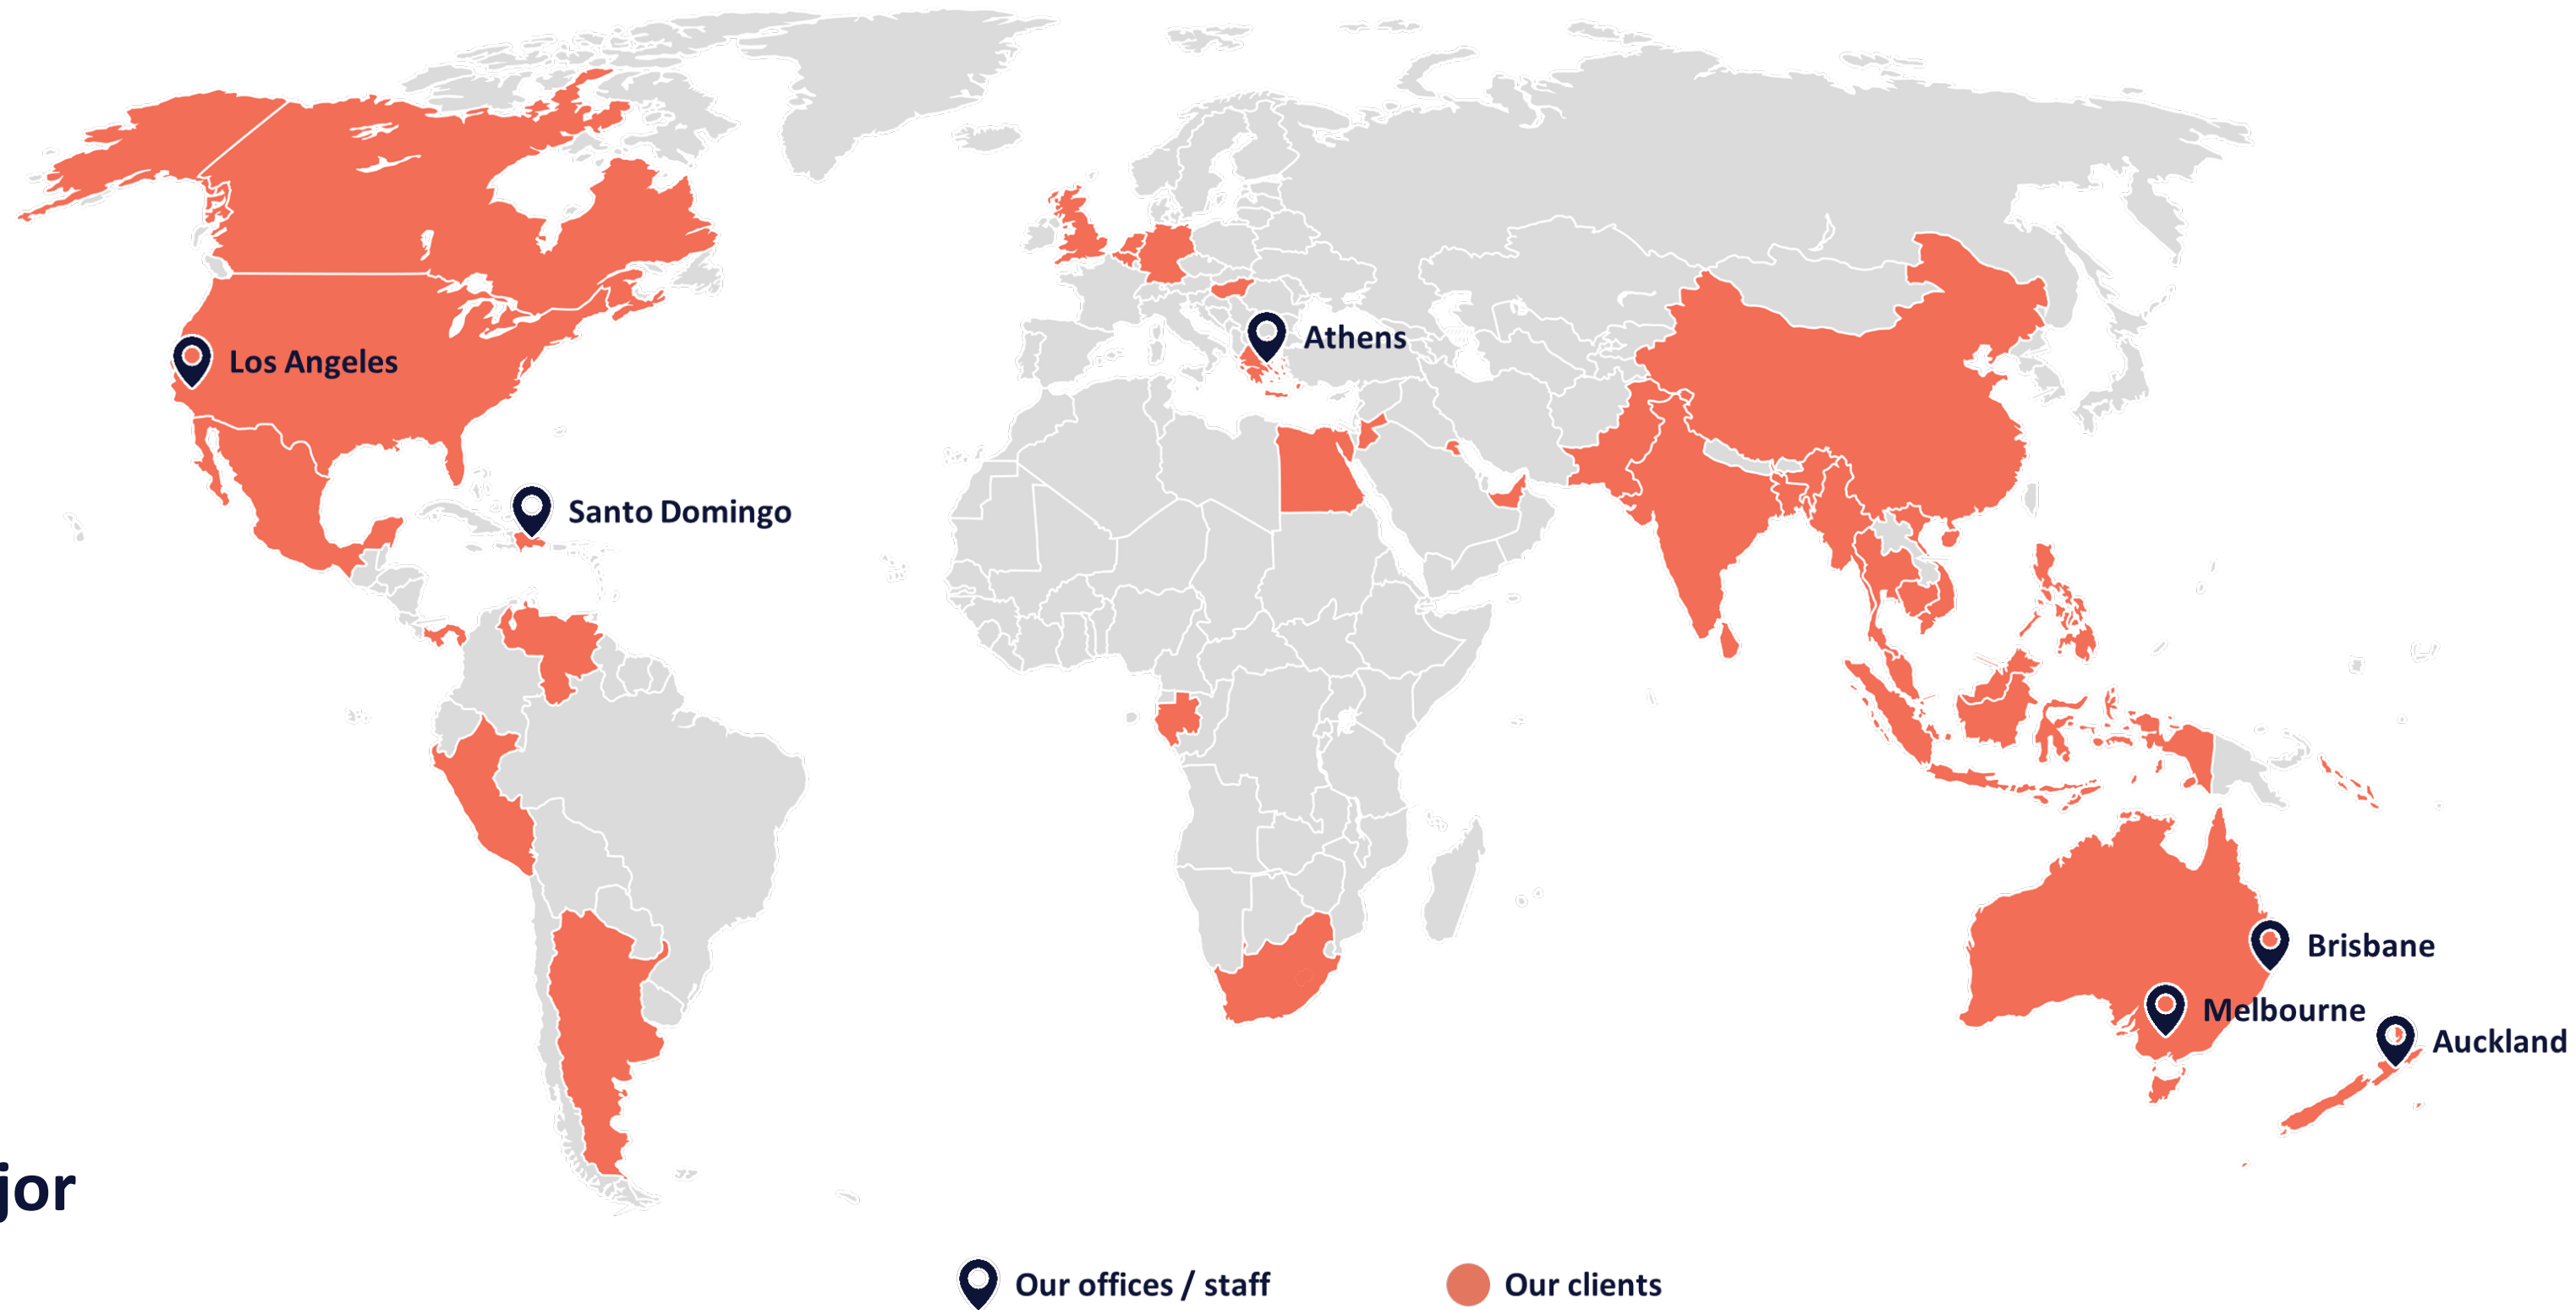 Athens
Los Angeles
Santo Domingo
Brisbane
Melbourne
Auckland
jor
Our offices / staff
Our clients